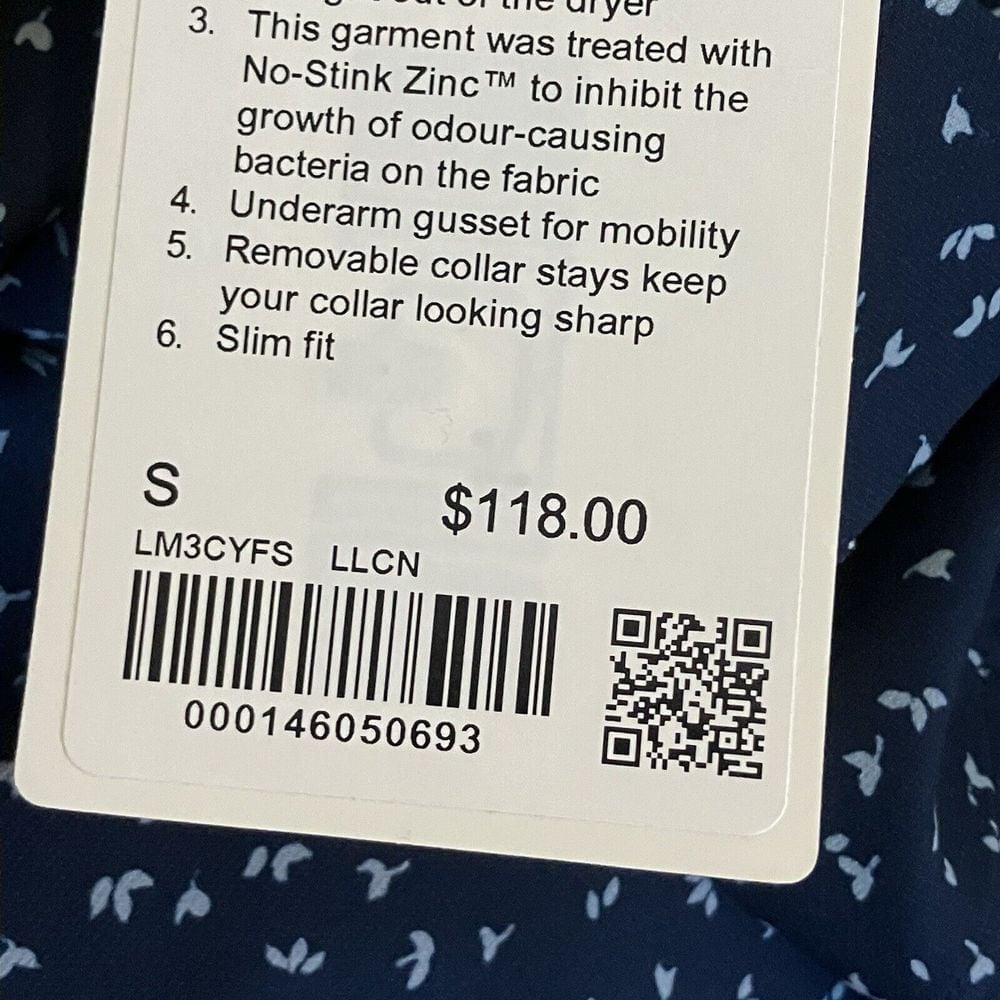 the dryer
3. This garment was treated with
No-Stink Zinc™ to inhibit the
growth of odour-causing
bacteria on the fabric
4. Underarm gusset for mobility
5. Removable collar stays keep
your collar looking sharp
6. Slim fit
S $118.00
LM3CYFS LLCN
000146050693